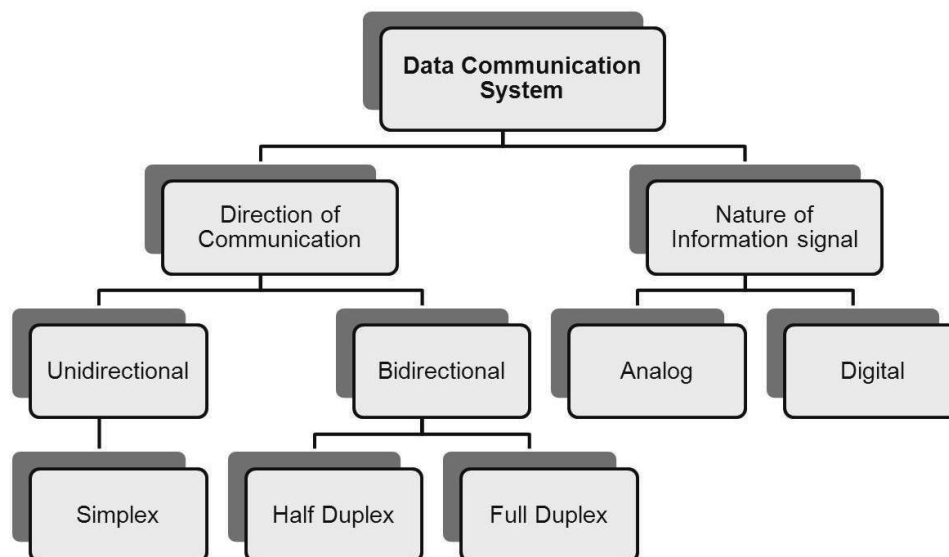 Data Communication
System
Direction of
Communication
Nature of
Information signal
Unidirectional
Bidirectional
Analog
Digital
Simplex
Half Duplex
Full Duplex